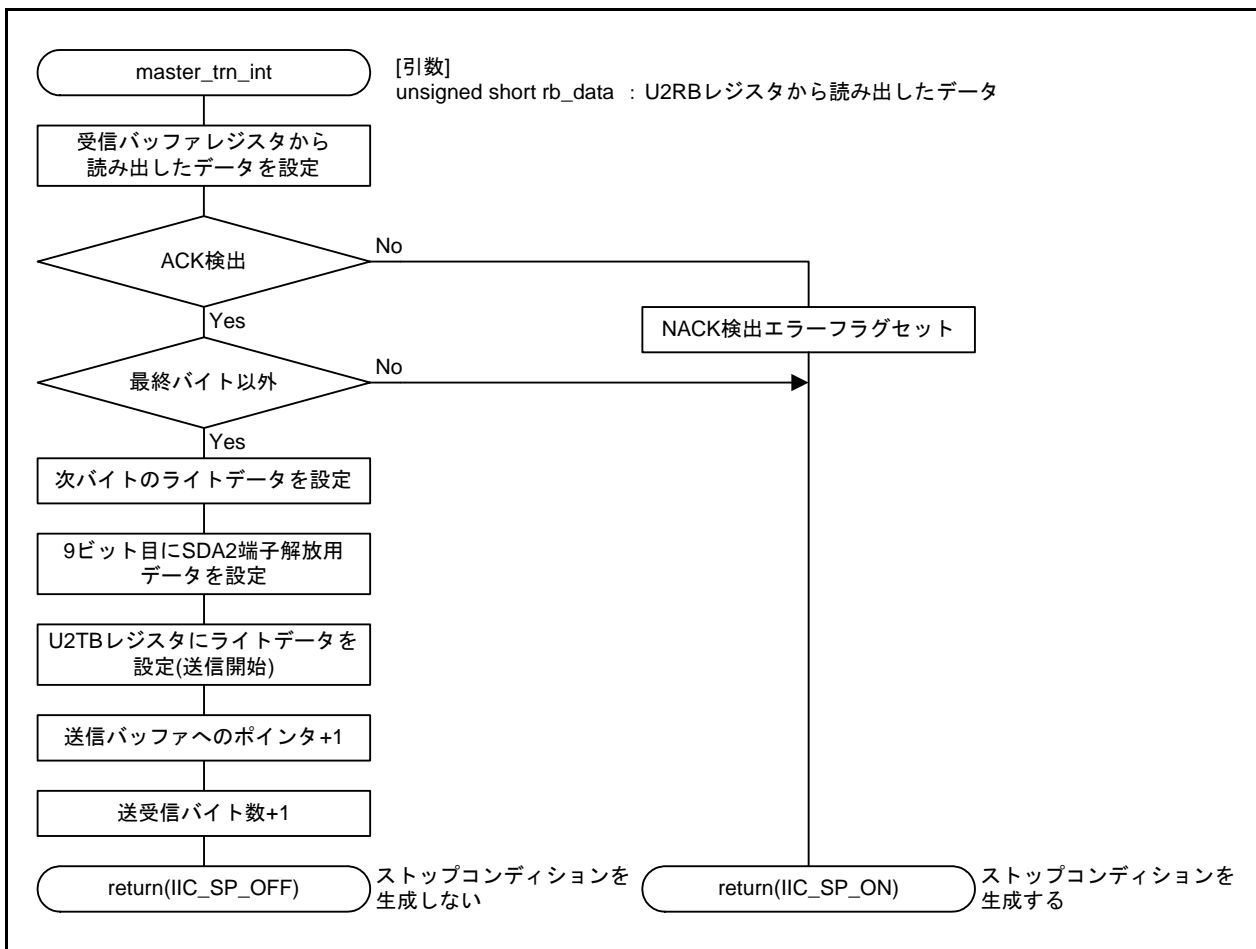 master_trn_int
[引数]
unsigned short rb_data ：U2RBレジスタから読み出したデータ
受信バッファレジスタから
読み出したデータを設定
ACK検出
No
Yes
NACK検出エラーフラグセット
最終バイト以外
No
Yes
次バイトのライトデータを設定
9ビット目にSDA2端子解放用
データを設定
U2TBレジスタにライトデータを
設定(送信開始)
送信バッファへのポインタ+1
送受信バイト数+1
return(IIC_SP_OFF)
ストップコンディションを
生成しない
return(IIC_SP_ON)
ストップコンディションを
生成する